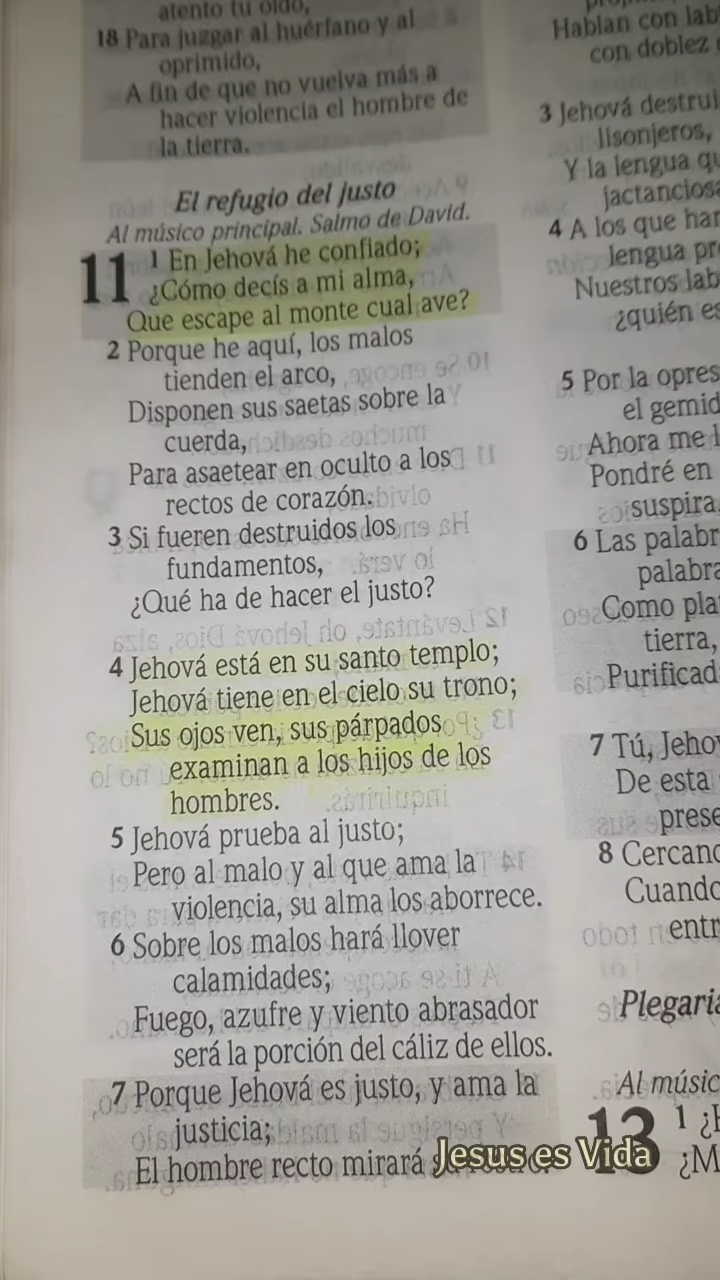 atento tu oído,
18 Para juzgar al huérfano y al
oprimido,
A fin de que no vuelva más a
hacer violencia el hombre de
la tierra.
El refugio del justo
Al músico principal. Salmo de David.
11 1 En Jehová he confiado;
¿Cómo decís a mi alma,
Que escape al monte cual ave?
2 Porque he aquí, los malos
tienden el arco,
Disponen sus saetas sobre la
cuerda,
Para asaetear en oculto a los
rectos de corazón.
3 Si fueren destruidos los
fundamentos,
¿Qué ha de hacer el justo?
4 Jehová está en su santo templo;
Jehová tiene en el cielo su trono;
Sus ojos ven, sus párpados
examinan a los hijos de los
hombres.
5 Jehová prueba al justo;
Pero al malo y al que ama la
violencia, su alma los aborrece.
6 Sobre los malos hará llover
calamidades;
Fuego, azufre y viento abrasador
será la porción del cáliz de ellos.
7 Porque Jehová es justo, y ama la
justicia;
El hombre recto mirará
Hablan con lab
con doblez
3 Jehová destrui
lisonjeros,
Y la lengua qu
jactanciosa
4 A los que han
lengua pr
Nuestros lab
¿quién es
5 Por la opres
el gemid
Ahora me l
Pondré en
suspira.
6 Las palabr
palabra
Como pla
tierra,
Purificad
7 Tú, Jeho
De esta
prese
8 Cercan
Cuando
entr
Plegaria
Al músic
13 1 ¿
¿M
Jesus es Vida